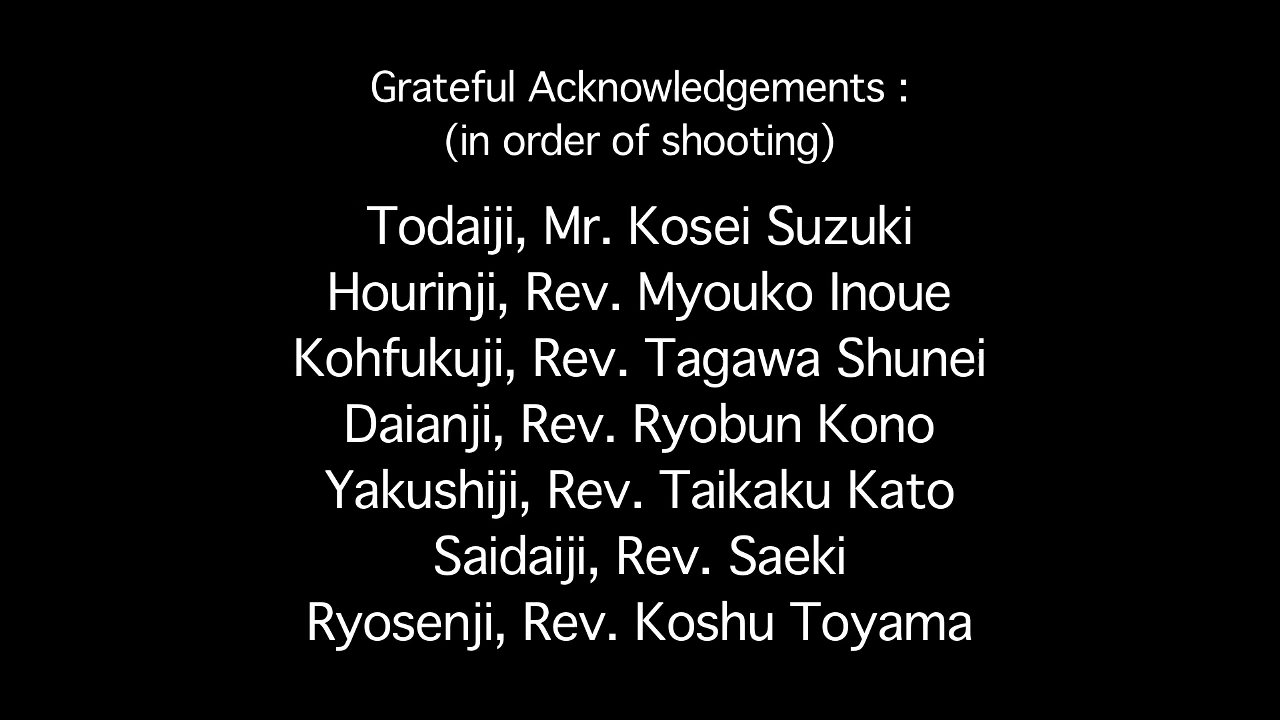 Grateful Acknowledgements :
(in order of shooting)
Todaiji, Mr. Kosei Suzuki
Hourinji, Rev. Myouko Inoue
Kohfukuji, Rev. Tagawa Shunei
Daianji, Rev. Ryobun Kono
Yakushiji, Rev. Taikaku Kato
Saidaiji, Rev. Saeki
Ryosenji, Rev. Koshu Toyama